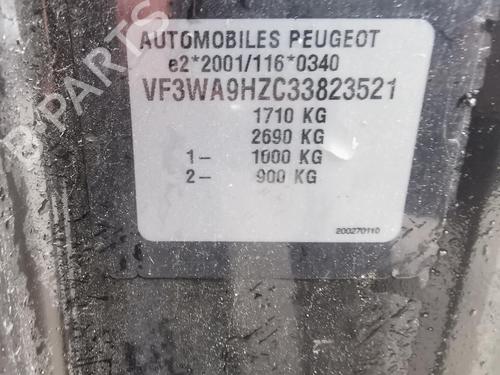 AUTOMOBILES PEUGEOT
e2*2001/116*0340
VF3WA9HZC33823521
1710 KG
2690 KG
1- 1000 KG
2- 900 KG
200270110
B-PARTS